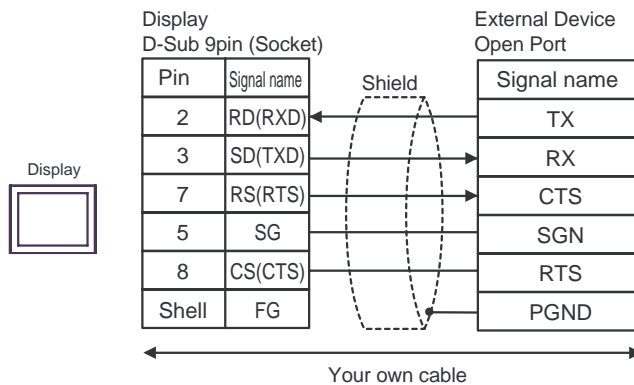 Display
D-Sub 9pin (Socket)
External Device
Open Port
Pin Signal name Shield Signal name
2 RD(RXD) TX
3 SD(TXD) RX
Display
7 RS(RTS) CTS
5 SG SGN
8 CS(CTS) RTS
Shell FG PGND
Your own cable